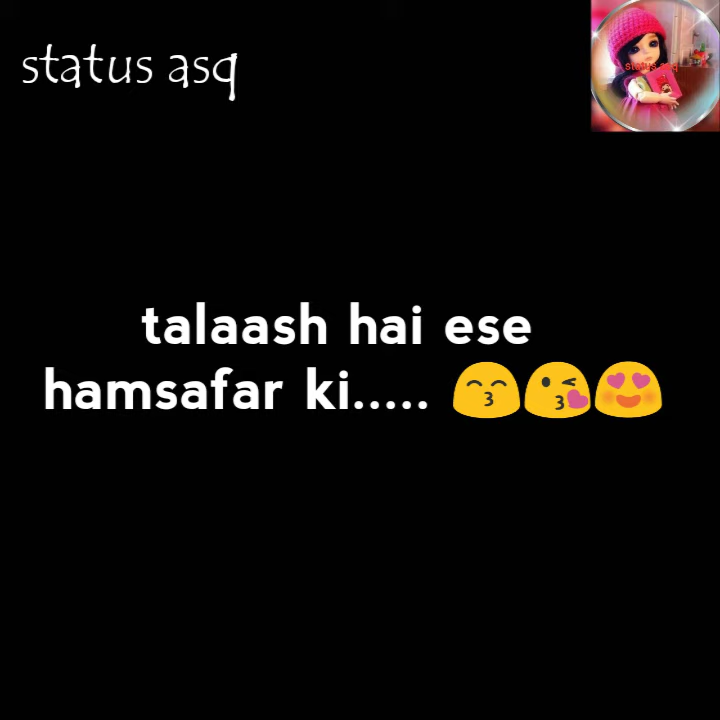 status asq
talaash hai ese
hamsafar ki..... 😙😘😍